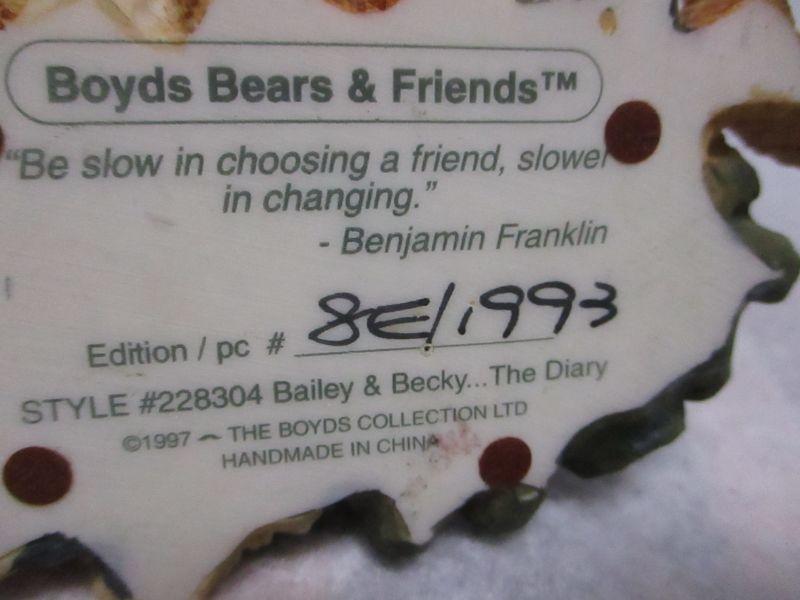 Boyds Bears & Friends™
"Be slow in choosing a friend, slower
in changing."
- Benjamin Franklin
Edition / pc # 8E/1993
STYLE #228304 Bailey & Becky...The Diary
©1997 ~ THE BOYDS COLLECTION LTD
HANDMADE IN CHINA